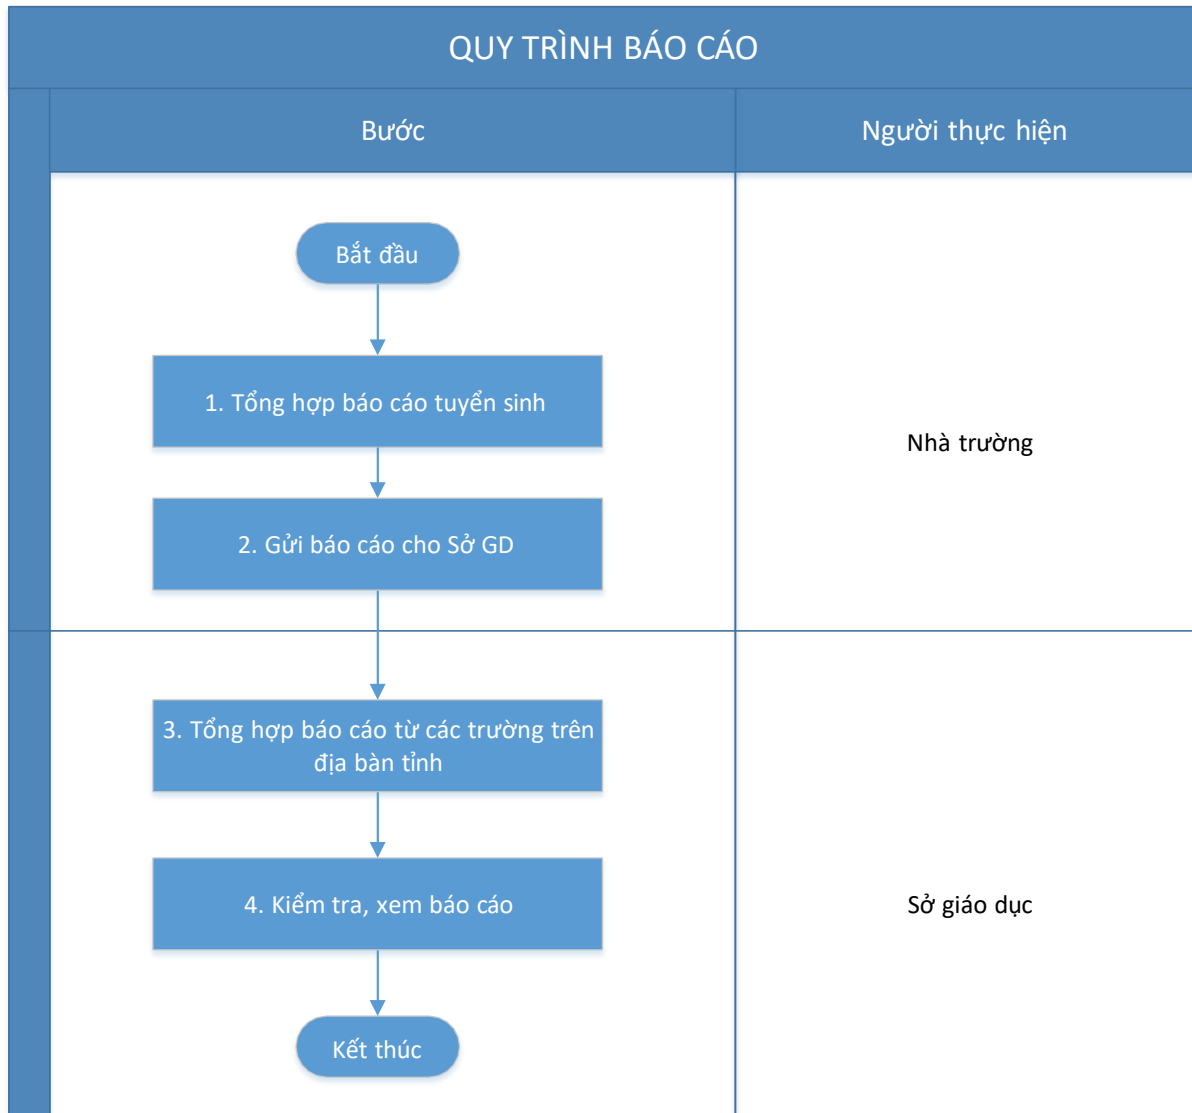 QUY TRÌNH BÁO CÁO
Bước
Người thực hiện
Bắt đầu
1. Tổng hợp báo cáo tuyển sinh
Nhà trường
2. Gửi báo cáo cho Sở GD
3. Tổng hợp báo cáo từ các trường trên
địa bàn tỉnh
4. Kiểm tra, xem báo cáo
Sở giáo dục
Kết thúc